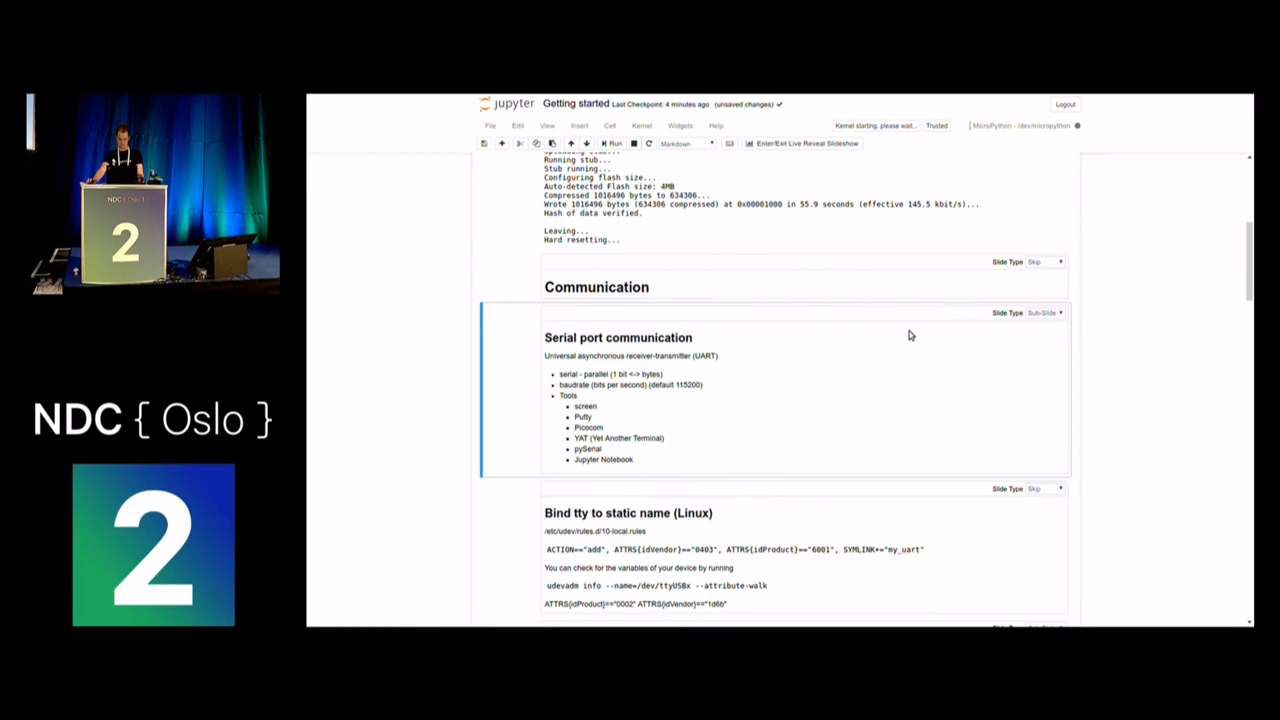 jupyter Getting started Last Checkpoint: 4 minutes ago (unsaved changes)
Logout
File Edit View Insert Cell Kernel Widgets Help
Kernel starting, please wait...
Trusted
MicroPython - /dev/micropython
Run
Markdown
Enter/Exit Live Reveal Slideshow
Running stub...
Stub running...
Configuring flash size...
Auto-detected Flash size: 4MB
Compressed 1016496 bytes to 634306...
Wrote 1016496 bytes (634306 compressed) at 0x00001000 in 55.9 seconds (effective 145.5 kbit/s)...
Hash of data verified.
Leaving...
Hard resetting...
Slide Type Skip
Communication
Slide Type Sub-Slide
Serial port communication
Universal asynchronous receiver-transmitter (UART)
serial - parallel (1 bit <-> bytes)
baudrate (bits per second) (default 115200)
Tools
screen
Putty
Picocom
YAT (Yet Another Terminal)
pySerial
Jupyter Notebook
Slide Type Skip
Bind tty to static name (Linux)
/etc/udev/rules.d/10-local.rules
ACTION=="add", ATTRS{idVendor}=="0403", ATTRS{idProduct}=="6001", SYMLINK+="my_uart"
You can check for the variables of your device by running
udevadm info --name=/dev/ttyUSBx --attribute-walk
ATTRS{idProduct}=="0002" ATTRS{idVendor}=="1d6b"
NDC { Oslo }
2
NDC { Oslo }
2